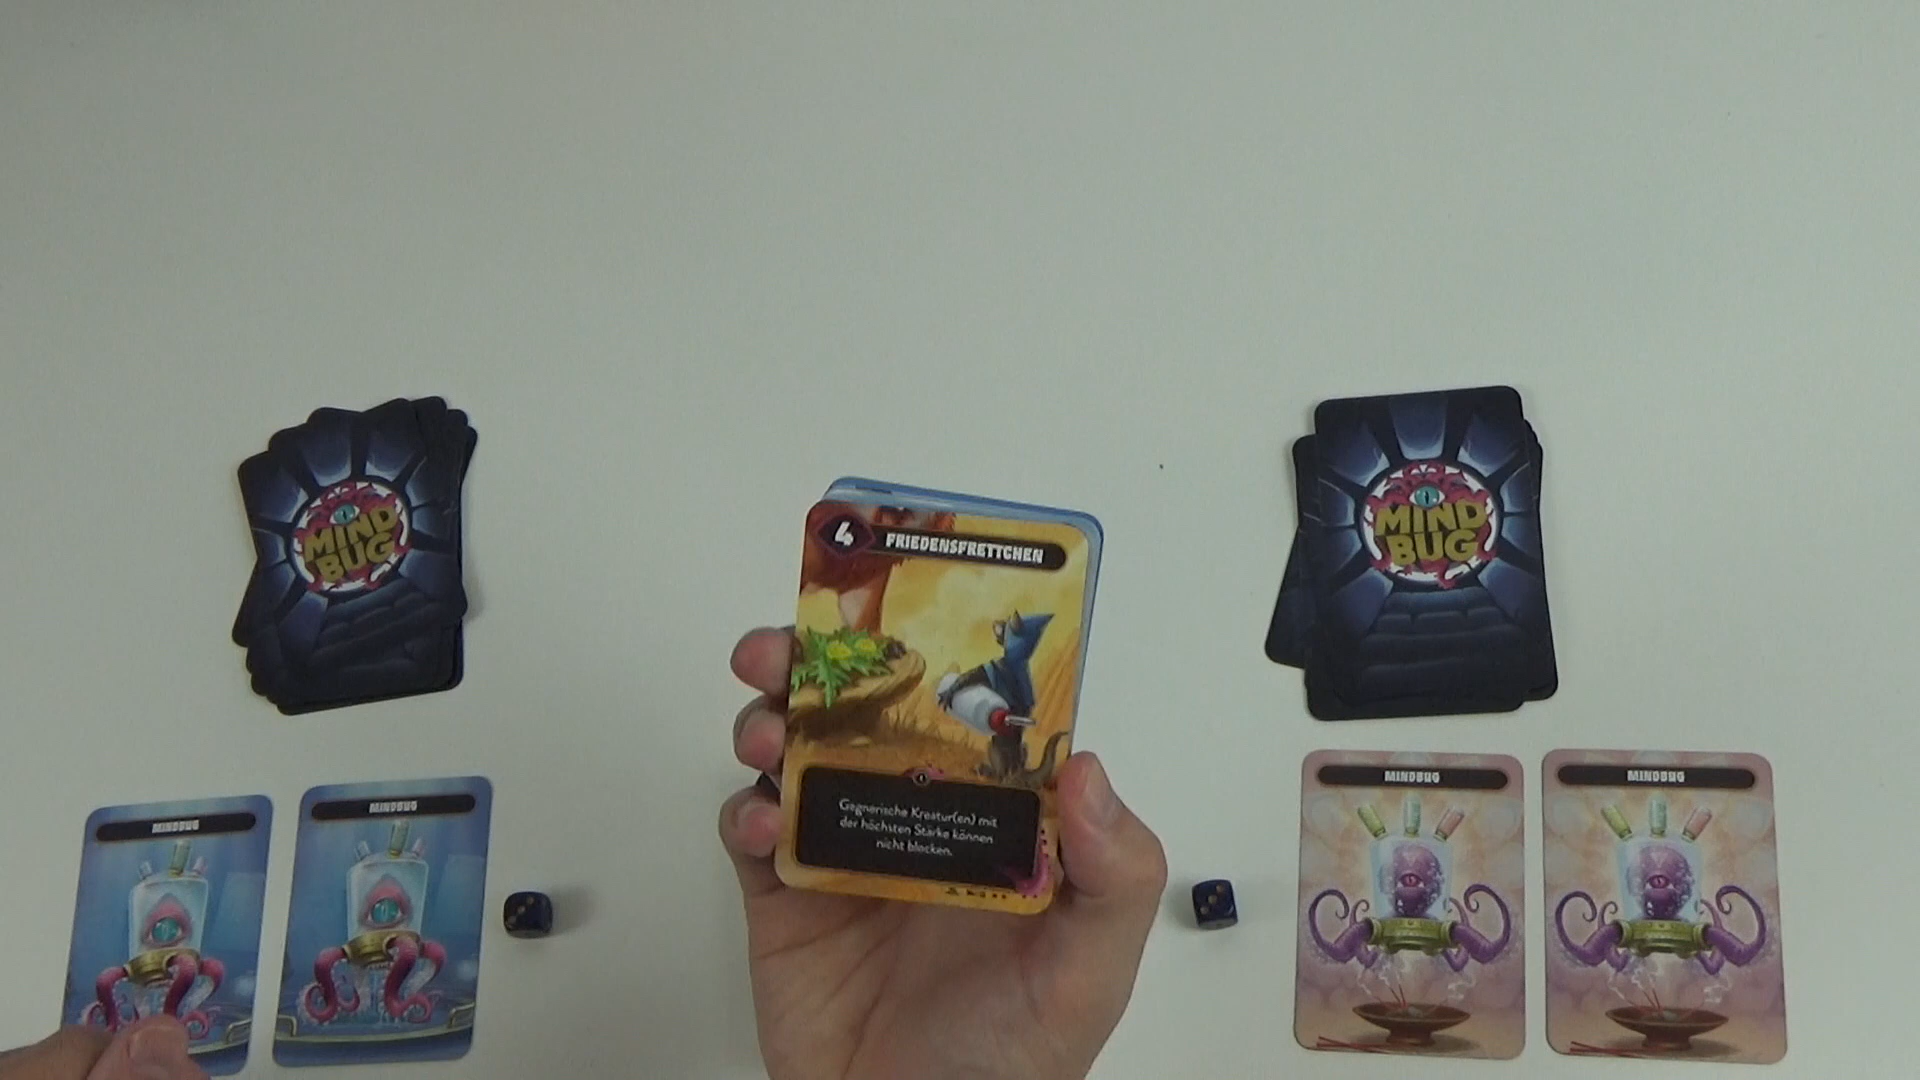 MIND
BUG
MIND
BUG
4
FRIEDENSFRETTCHEN
Gegnerische Kreatur(en) mit
der höchsten Stärke können
nicht blocken.
MINDBUG
MINDBUG
MINDBUG
MINDBUG